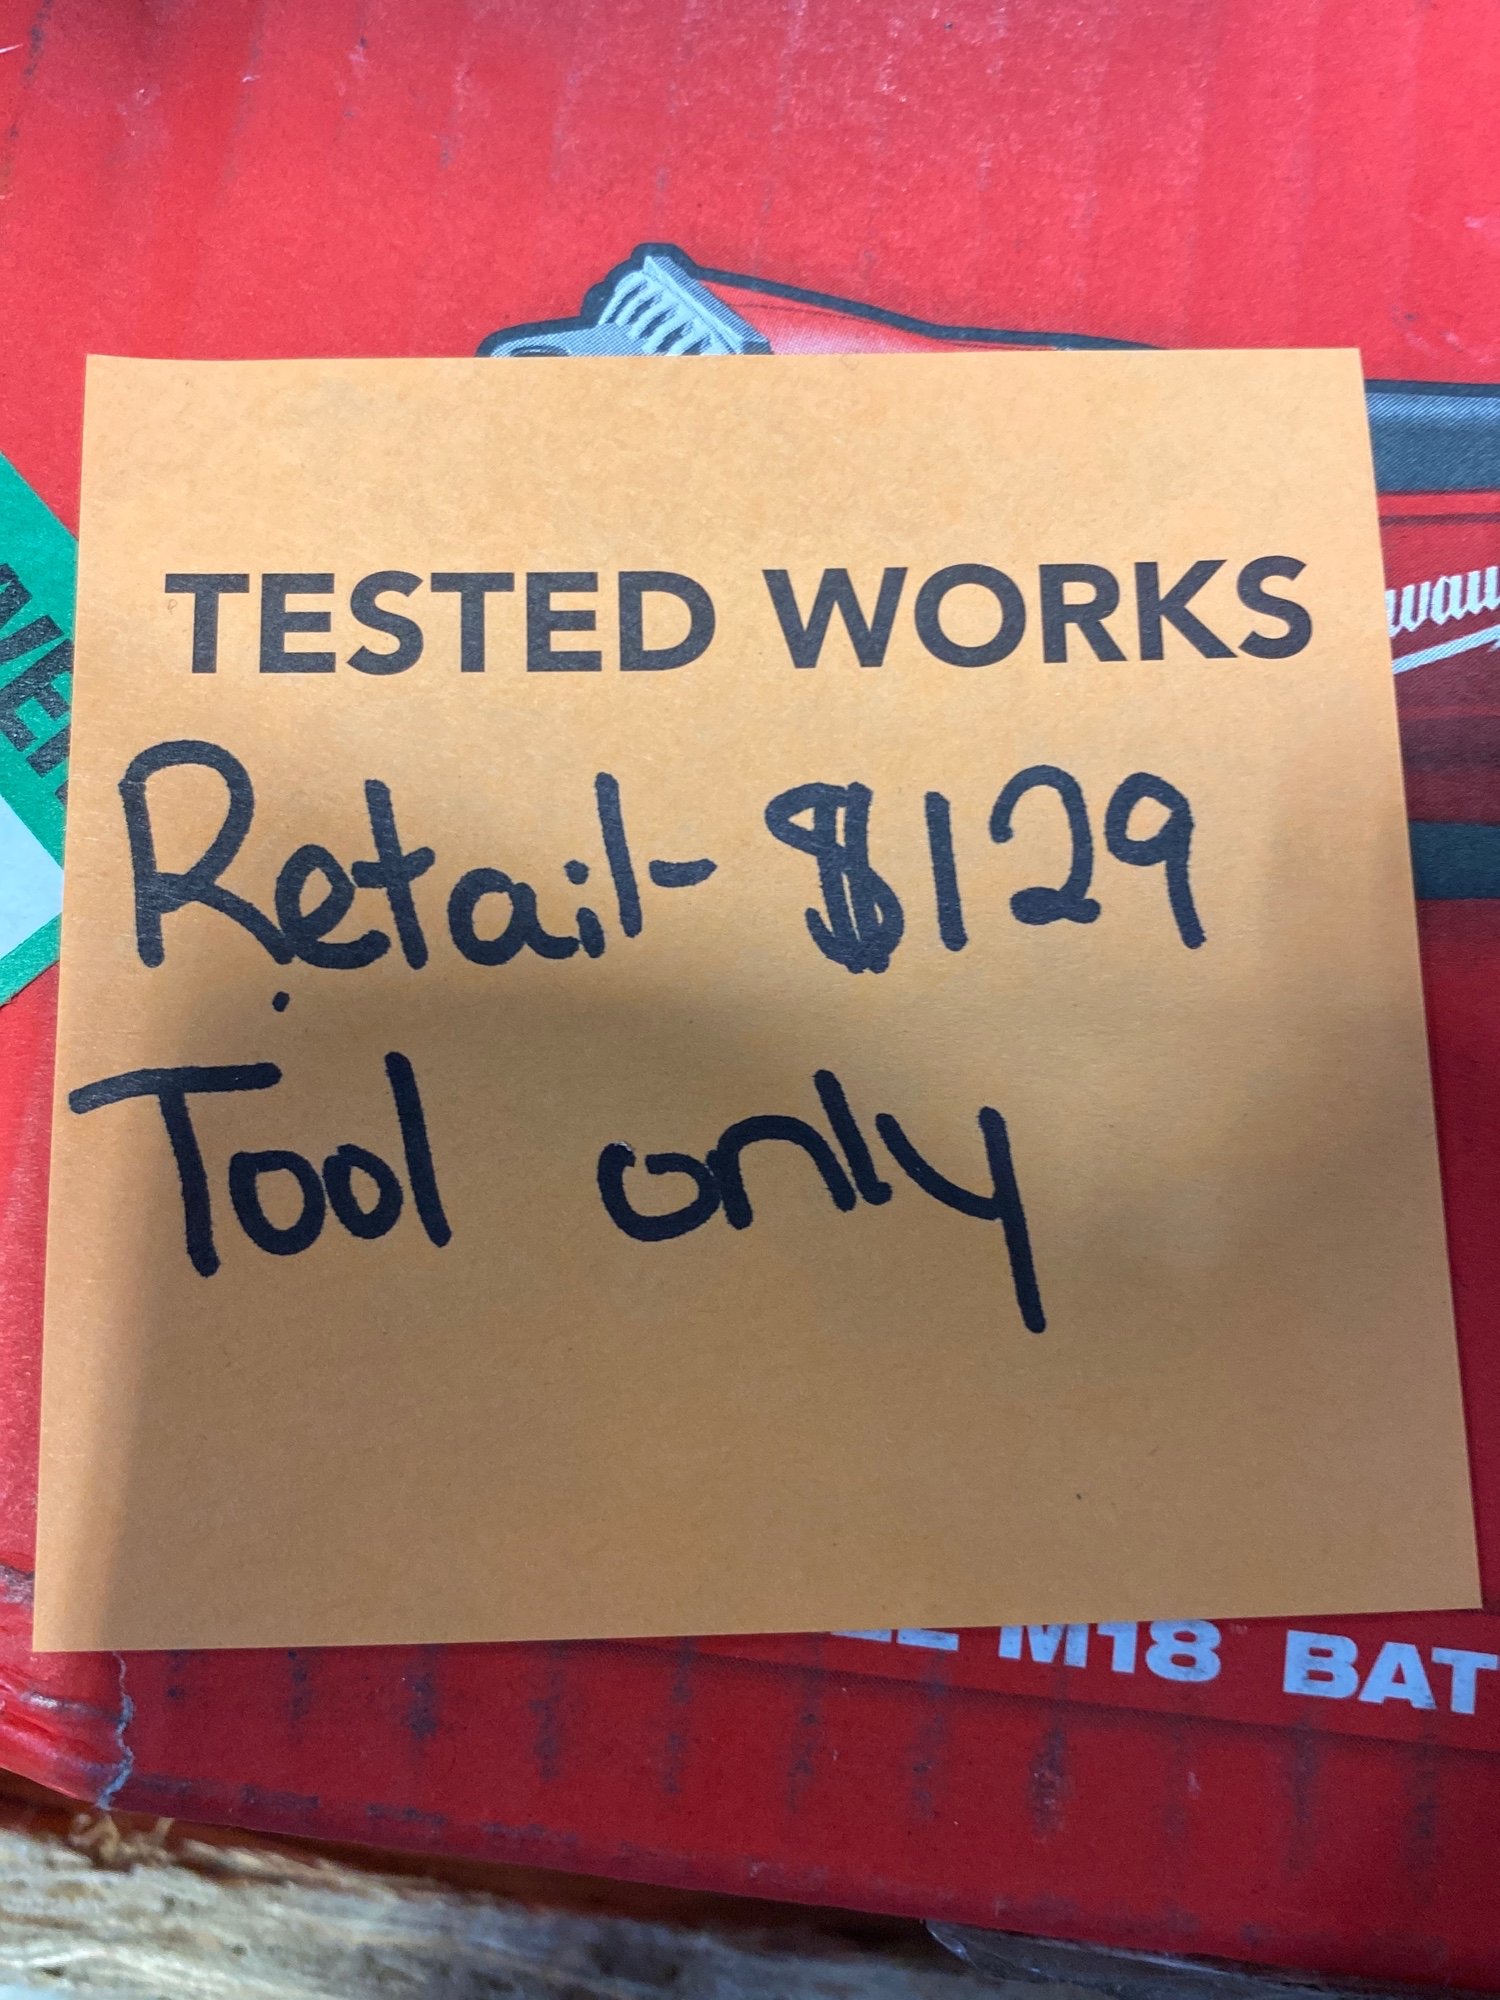 TESTED WORKS
Retail- $129
Tool only
M18 BAT